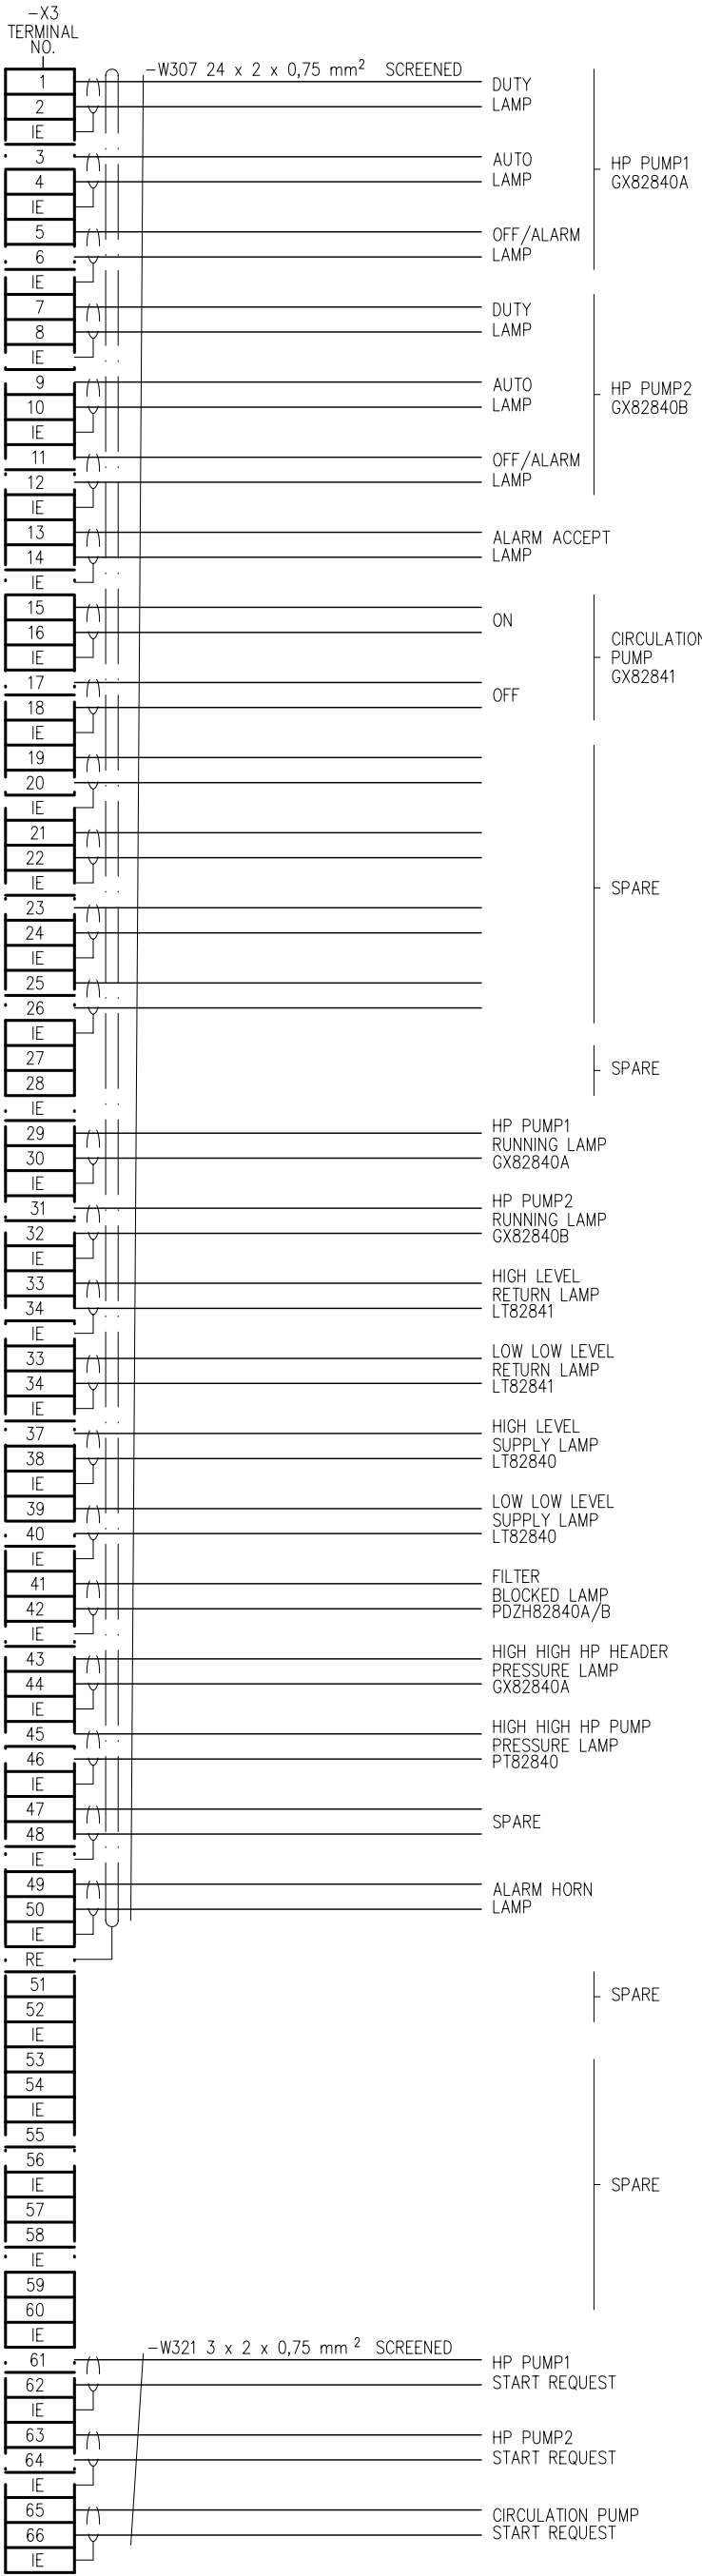 -X3
TERMINAL
NO.
-W307 24 x 2 x 0,75 mm² SCREENED
1
DUTY
2
LAMP
IE
3
AUTO
HP PUMP1
4
LAMP
GX82840A
IE
5
OFF/ALARM
6
LAMP
IE
7
DUTY
8
LAMP
IE
9
AUTO
HP PUMP2
10
LAMP
GX82840B
IE
11
OFF/ALARM
12
LAMP
IE
13
ALARM ACCEPT
14
LAMP
IE
15
ON
16
CIRCULATION
IE
PUMP
GX82841
17
OFF
18
IE
19
20
IE
21
22
IE
SPARE
23
24
IE
25
26
IE
27
SPARE
28
IE
29
HP PUMP1
RUNNING LAMP
30
GX82840A
IE
31
HP PUMP2
RUNNING LAMP
32
GX82840B
IE
33
HIGH LEVEL
RETURN LAMP
34
LT82841
IE
33
LOW LOW LEVEL
RETURN LAMP
34
LT82841
IE
37
HIGH LEVEL
SUPPLY LAMP
38
LT82840
IE
39
LOW LOW LEVEL
SUPPLY LAMP
40
LT82840
IE
41
FILTER
BLOCKED LAMP
42
PDZH82840A/B
IE
43
HIGH HIGH HP HEADER
PRESSURE LAMP
44
GX82840A
IE
45
HIGH HIGH HP PUMP
PRESSURE LAMP
46
PT82840
IE
47
SPARE
48
IE
49
ALARM HORN
50
LAMP
IE
RE
51
SPARE
52
IE
53
54
IE
55
56
IE
SPARE
57
58
IE
59
60
IE
-W321 3 x 2 x 0,75 mm ² SCREENED
61
HP PUMP1
62
START REQUEST
IE
63
HP PUMP2
64
START REQUEST
IE
65
CIRCULATION PUMP
66
START REQUEST
IE